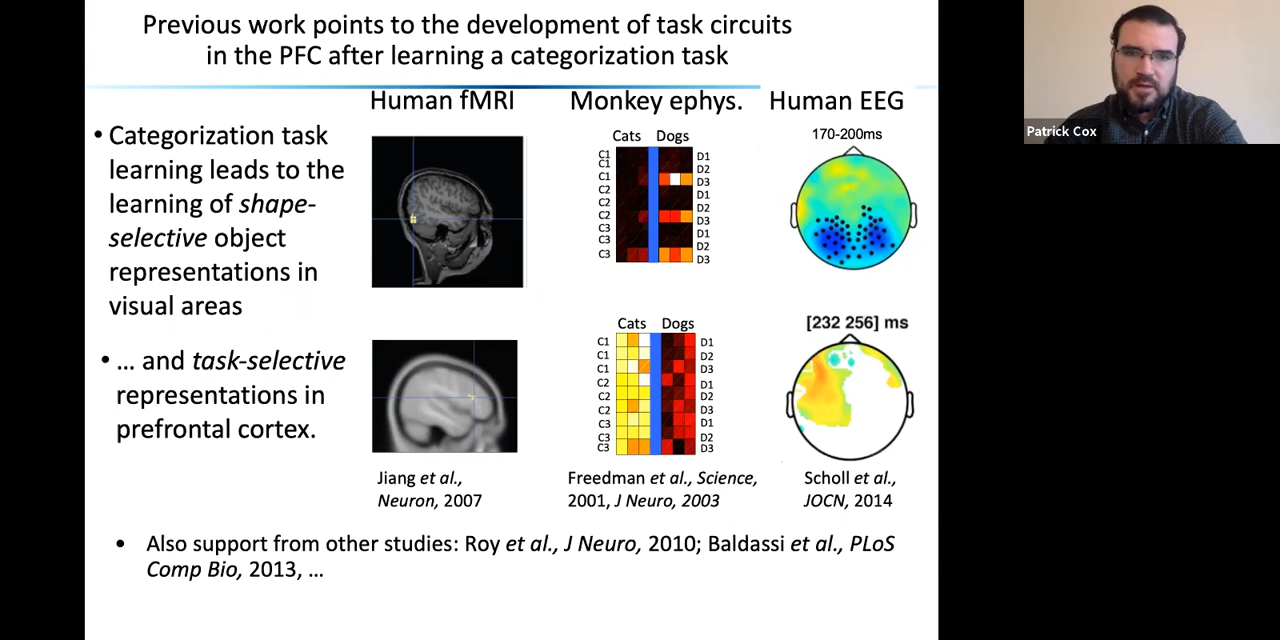 Previous work points to the development of task circuits
in the PFC after learning a categorization task
Human fMRI
Monkey ephys.
Human EEG
• Categorization task
learning leads to the
learning of shape-
selective object
representations in
visual areas
Cats Dogs
C1
C1
C1
C2
C2
C2
C3
C3
C3
D1
D2
D3
D1
D2
D3
D1
D2
D3
170-200ms
• ... and task-selective
representations in
prefrontal cortex.
Cats Dogs
C1
C1
C1
C2
C2
C2
C3
C3
C3
D1
D2
D3
D1
D2
D3
D1
D2
D3
[232 256] ms
Jiang et al.,
Neuron, 2007
Freedman et al., Science,
2001, J Neuro, 2003
Scholl et al.,
JOCN, 2014
• Also support from other studies: Roy et al., J Neuro, 2010; Baldassi et al., PLoS
Comp Bio, 2013, ...
Patrick Cox